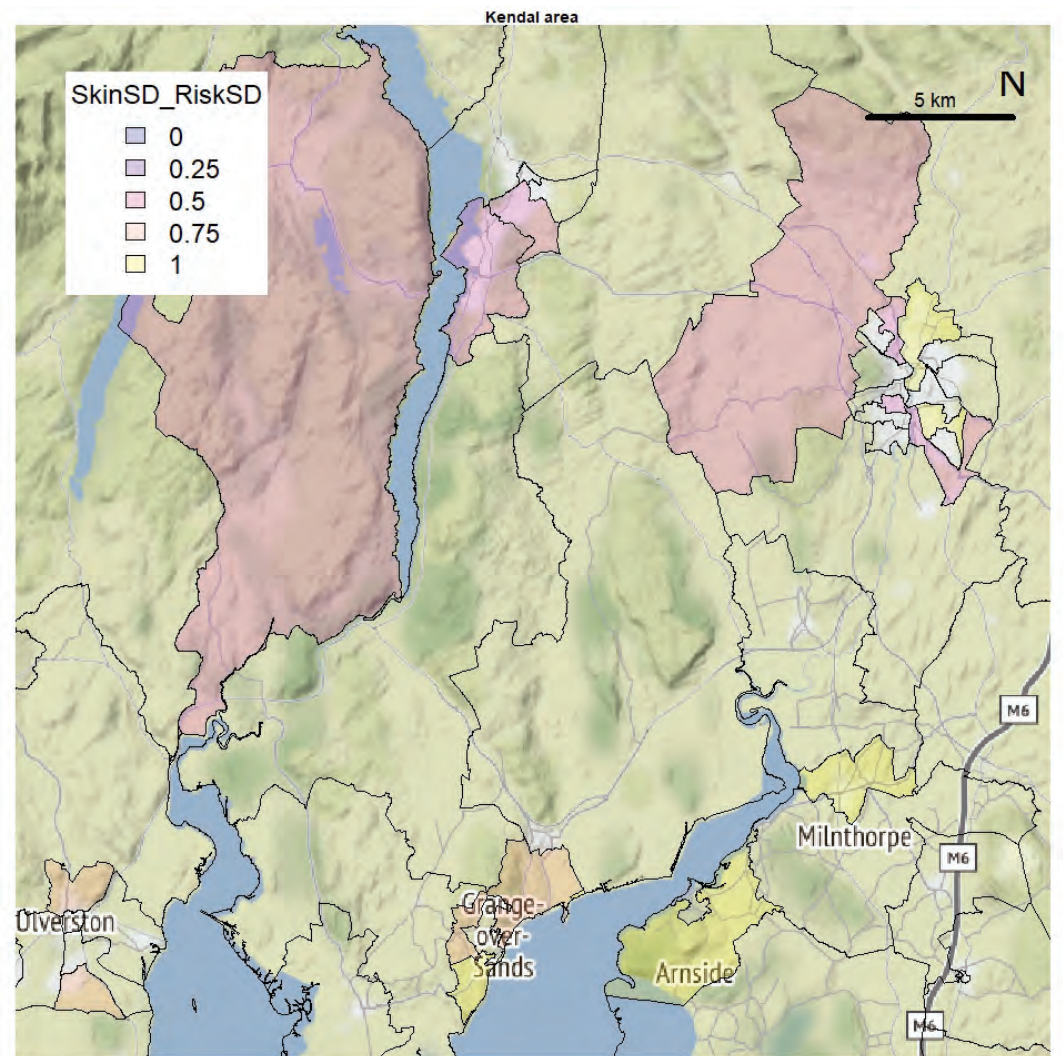 Kendal area
SkinSD_RiskSD
0
0.25
0.5
0.75
1
N
5 km
M6
Milnthorpe
M6
Ulverston
Grange-
over-
Sands
Arnside
M6